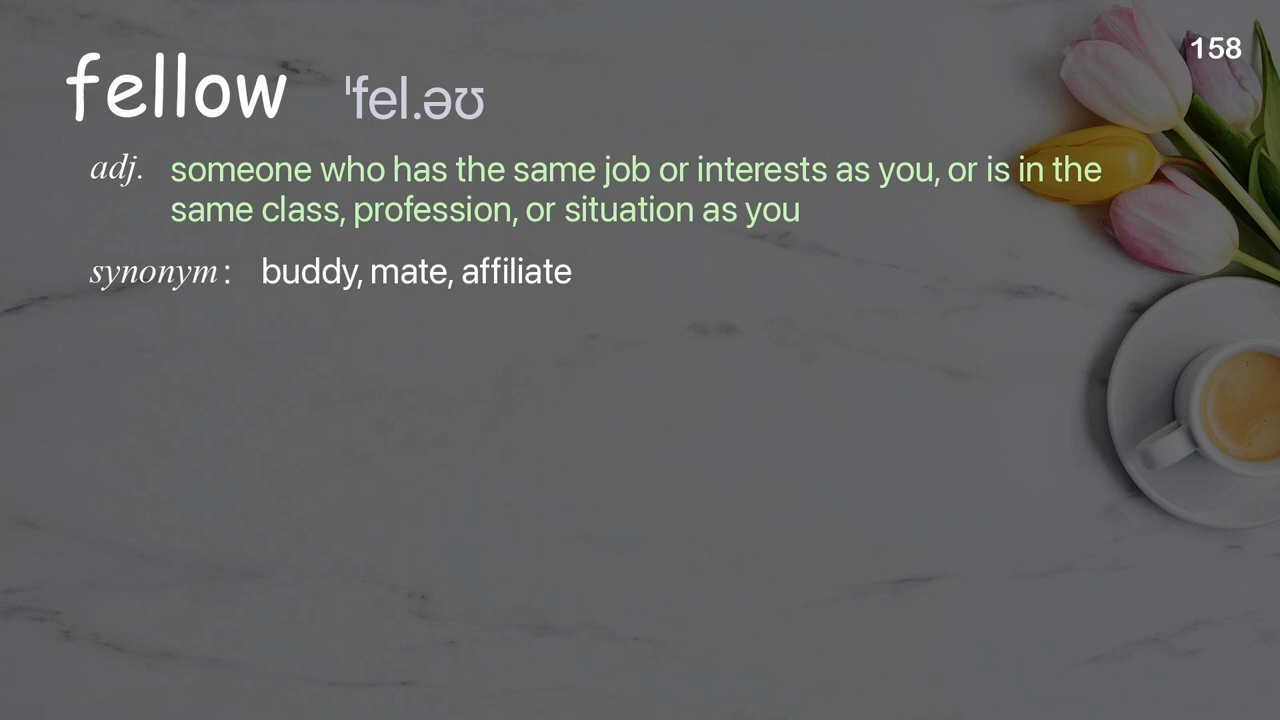 158
fellow ˈfel.əʊ
adj. someone who has the same job or interests as you, or is in the
same class, profession, or situation as you
synonym: buddy, mate, affiliate